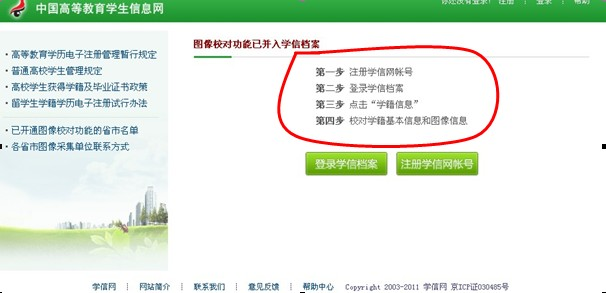 中国高等教育学生信息网
你还没有登录！ 注册 | 登录 | 帮助
· 高等教育学历电子注册管理暂行规定
· 普通高校学生管理规定
· 高校学生获得学籍及毕业证书政策
· 留学生学籍学历电子注册试行办法
· 已开通图像校对功能的省市名单
· 各省市图像采集单位联系方式
图像校对功能已并入学信档案
第一步 注册学信网帐号
第二步 登录学信档案
第三步 点击“学籍信息”
第四步 校对学籍基本信息和图像信息
登录学信档案 注册学信网帐号
学信网 | 网站简介 | 联系我们 | 意见反馈 | 帮助中心 Copyright 2003-2011 学信网 京ICP证030485号